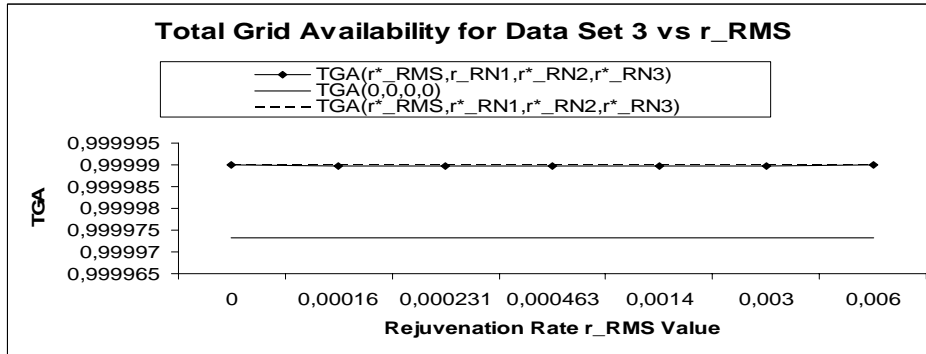 Total Grid Availability for Data Set 3 vs r_RMS
TGA(r*_RMS,r_RN1,r*_RN2,r*_RN3)
TGA(0,0,0,0)
TGA(r*_RMS,r*_RN1,r*_RN2,r*_RN3)
0,999995
0,99999
0,999985
0,99998
0,999975
0,99997
0,999965
TGA
0 0,00016 0,000231 0,000463 0,0014 0,003 0,006
Rejuvenation Rate r_RMS Value